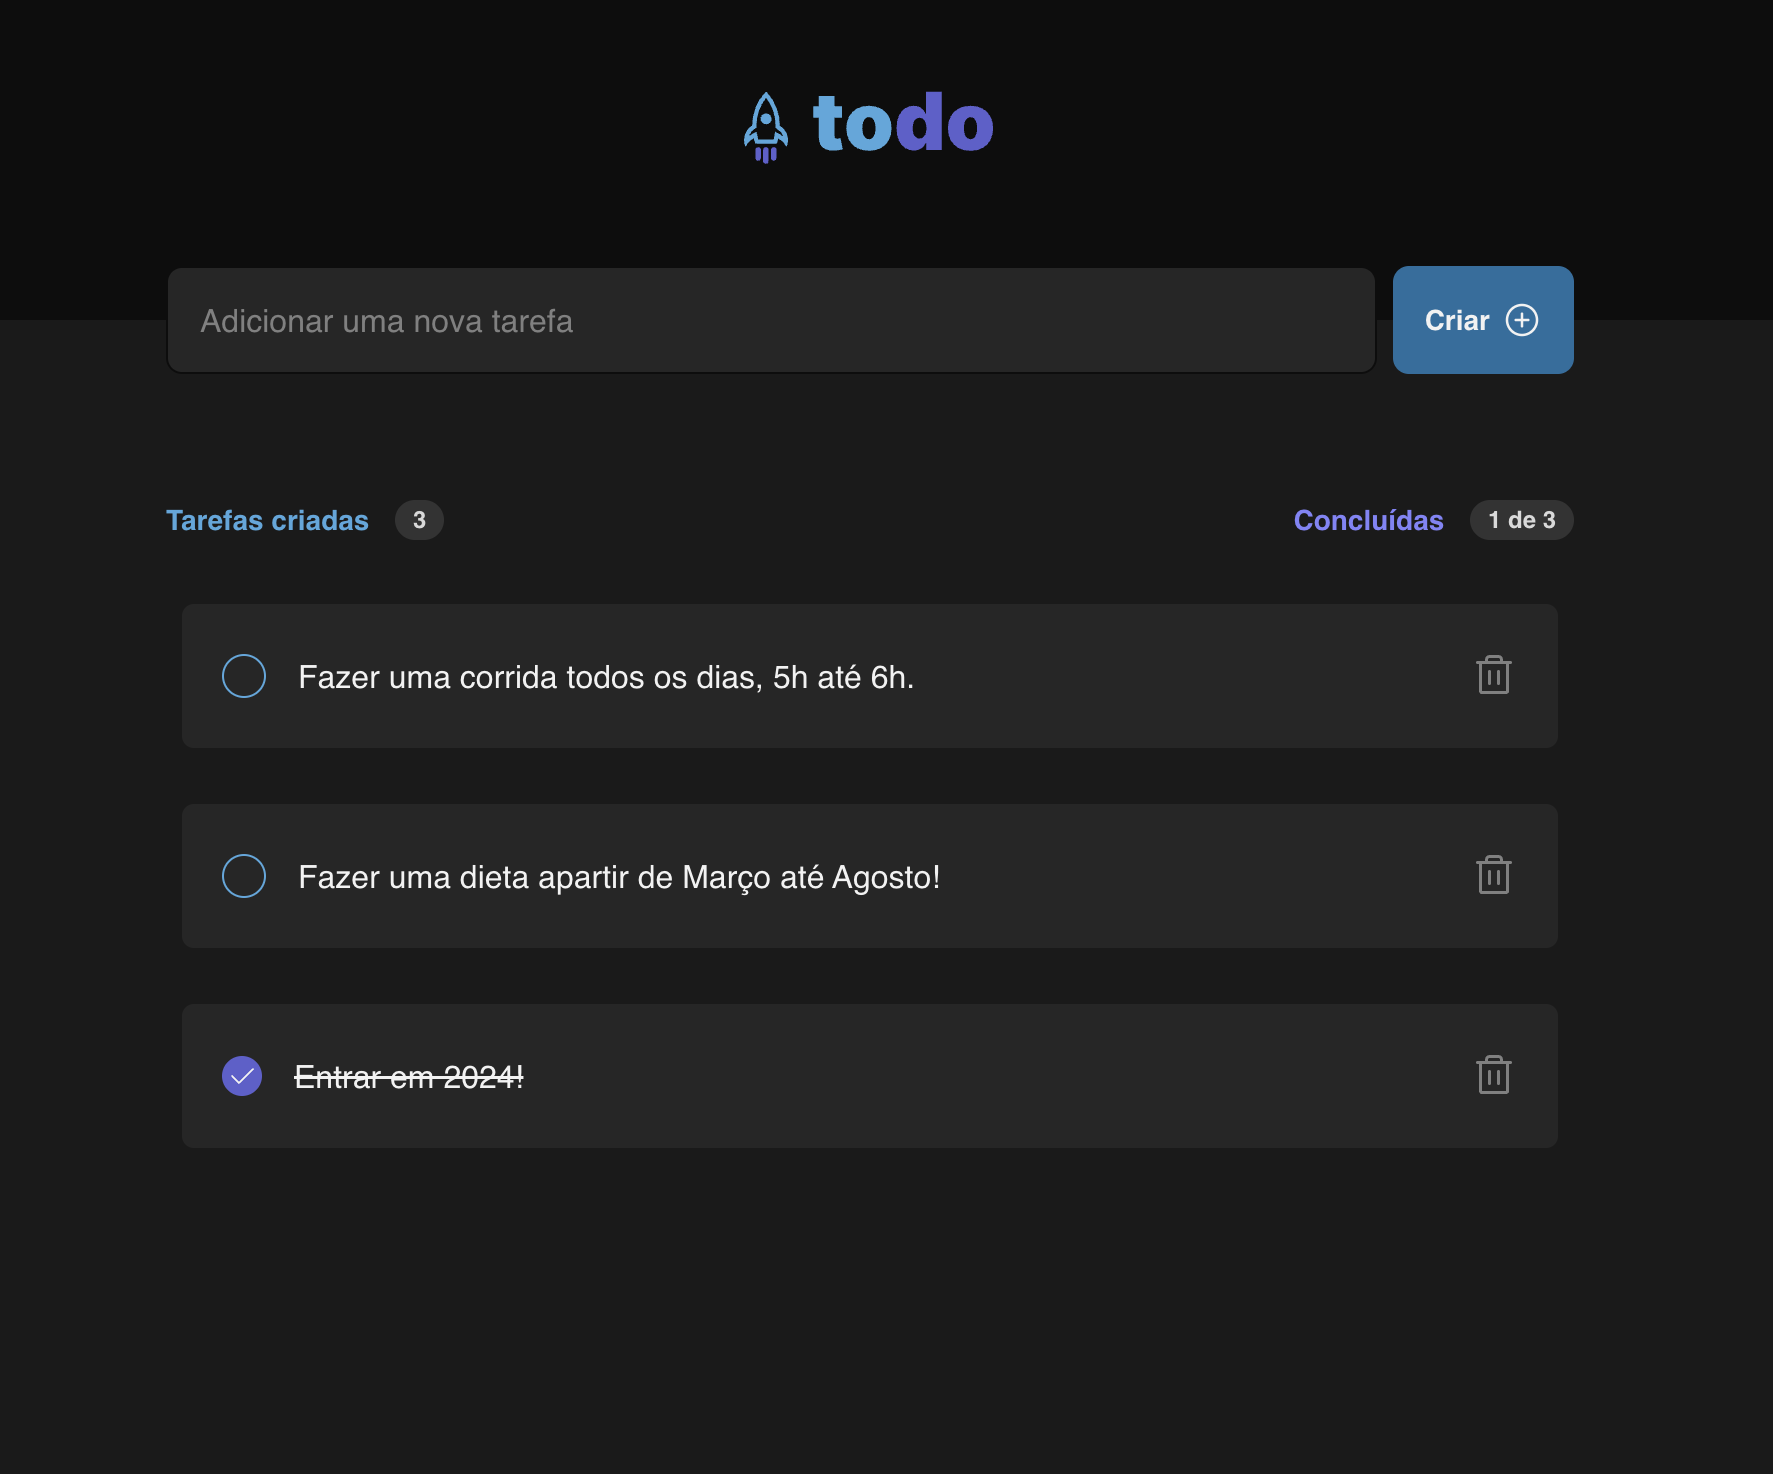 todo
Adicionar uma nova tarefa
Criar
Tarefas criadas 3
Concluídas 1 de 3
Fazer uma corrida todos os dias, 5h até 6h.
Fazer uma dieta apartir de Março até Agosto!
Entrar em 2024!